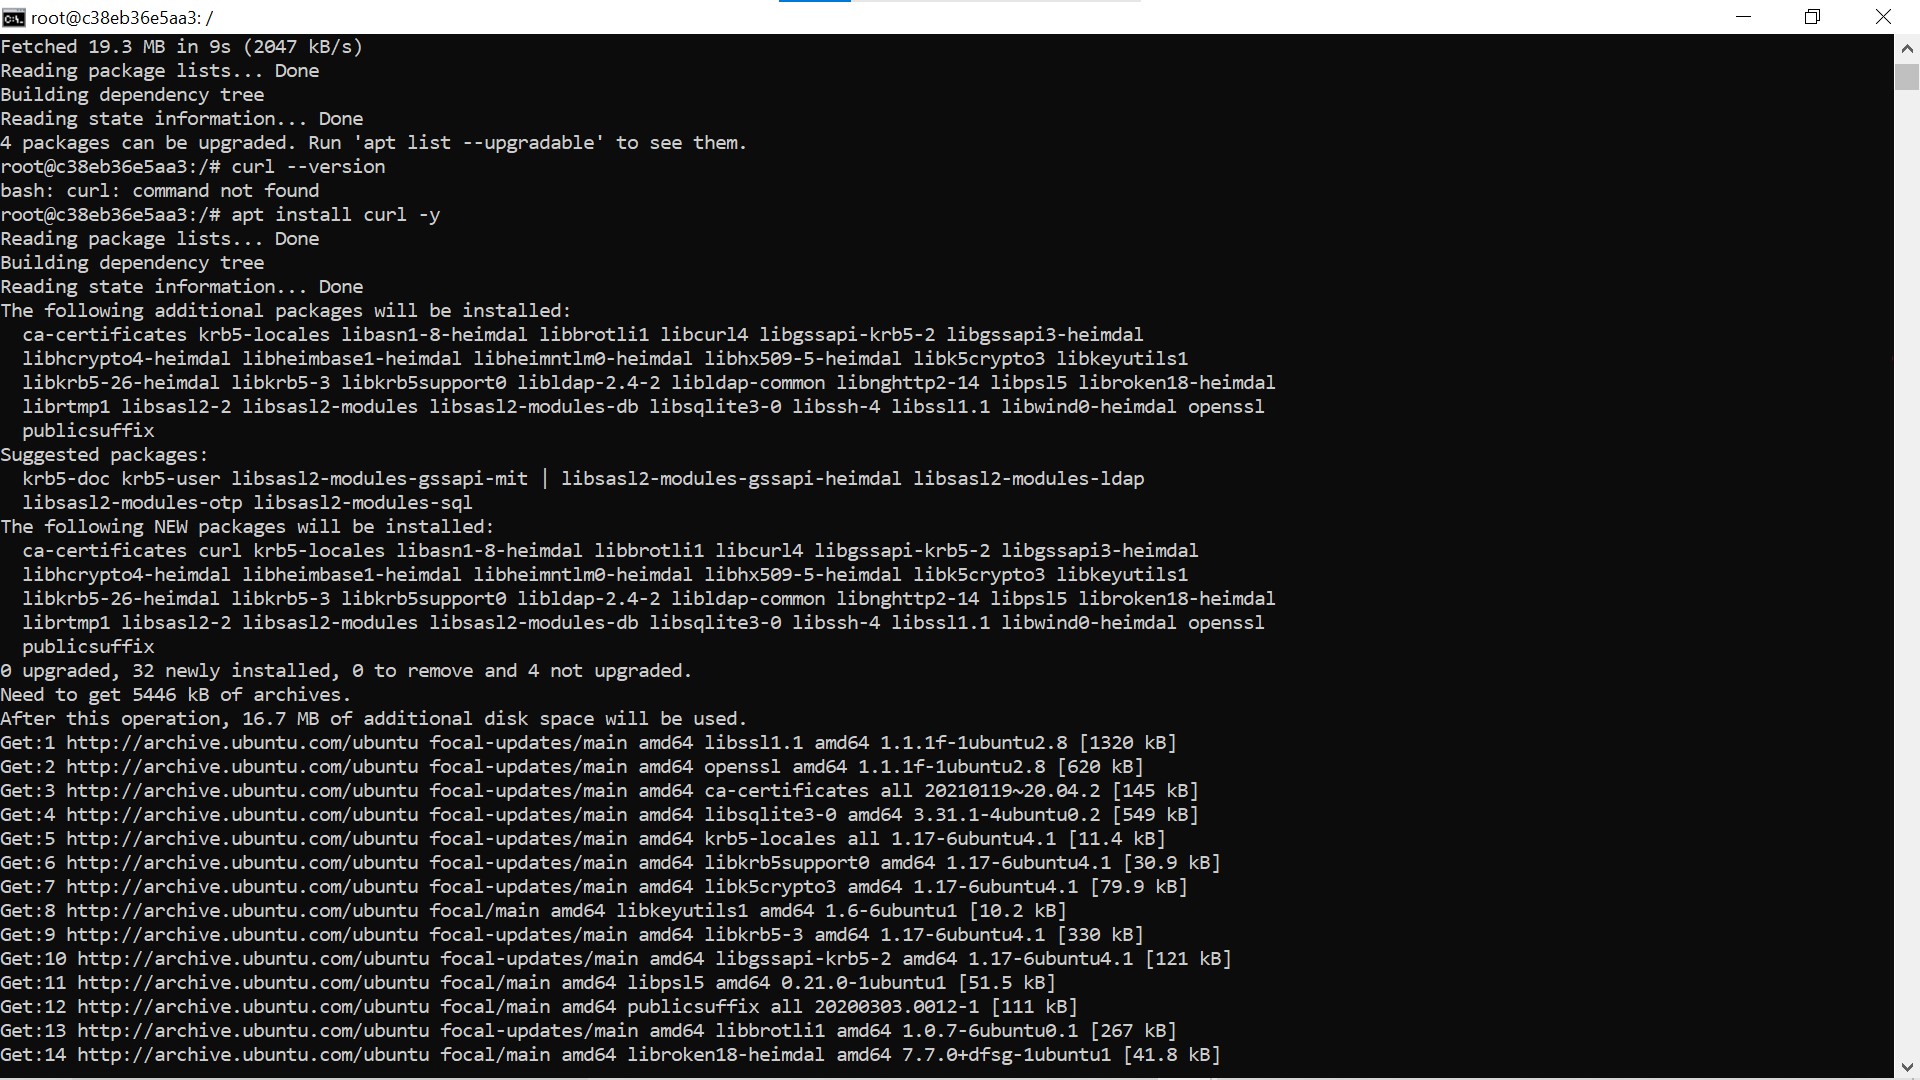 root@c38eb36e5aa3: /
Fetched 19.3 MB in 9s (2047 kB/s)
Reading package lists... Done
Building dependency tree
Reading state information... Done
4 packages can be upgraded. Run 'apt list --upgradable' to see them.
root@c38eb36e5aa3:/# curl --version
bash: curl: command not found
root@c38eb36e5aa3:/# apt install curl -y
Reading package lists... Done
Building dependency tree
Reading state information... Done
The following additional packages will be installed:
  ca-certificates krb5-locales libasn1-8-heimdal libbrotli1 libcurl4 libgssapi-krb5-2 libgssapi3-heimdal
  libhcrypto4-heimdal libheimbase1-heimdal libheimntlm0-heimdal libhx509-5-heimdal libk5crypto3 libkeyutils1
  libkrb5-26-heimdal libkrb5-3 libkrb5support0 libldap-2.4-2 libldap-common libnghttp2-14 libpsl5 libroken18-heimdal
  librtmp1 libsasl2-2 libsasl2-modules libsasl2-modules-db libsqlite3-0 libssh-4 libssl1.1 libwind0-heimdal openssl
  publicsuffix
Suggested packages:
  krb5-doc krb5-user libsasl2-modules-gssapi-mit | libsasl2-modules-gssapi-heimdal libsasl2-modules-ldap
  libsasl2-modules-otp libsasl2-modules-sql
The following NEW packages will be installed:
  ca-certificates curl krb5-locales libasn1-8-heimdal libbrotli1 libcurl4 libgssapi-krb5-2 libgssapi3-heimdal
  libhcrypto4-heimdal libheimbase1-heimdal libheimntlm0-heimdal libhx509-5-heimdal libk5crypto3 libkeyutils1
  libkrb5-26-heimdal libkrb5-3 libkrb5support0 libldap-2.4-2 libldap-common libnghttp2-14 libpsl5 libroken18-heimdal
  librtmp1 libsasl2-2 libsasl2-modules libsasl2-modules-db libsqlite3-0 libssh-4 libssl1.1 libwind0-heimdal openssl
  publicsuffix
0 upgraded, 32 newly installed, 0 to remove and 4 not upgraded.
Need to get 5446 kB of archives.
After this operation, 16.7 MB of additional disk space will be used.
Get:1 http://archive.ubuntu.com/ubuntu focal-updates/main amd64 libssl1.1 amd64 1.1.1f-1ubuntu2.8 [1320 kB]
Get:2 http://archive.ubuntu.com/ubuntu focal-updates/main amd64 openssl amd64 1.1.1f-1ubuntu2.8 [620 kB]
Get:3 http://archive.ubuntu.com/ubuntu focal-updates/main amd64 ca-certificates all 20210119~20.04.2 [145 kB]
Get:4 http://archive.ubuntu.com/ubuntu focal-updates/main amd64 libsqlite3-0 amd64 3.31.1-4ubuntu0.2 [549 kB]
Get:5 http://archive.ubuntu.com/ubuntu focal-updates/main amd64 krb5-locales all 1.17-6ubuntu4.1 [11.4 kB]
Get:6 http://archive.ubuntu.com/ubuntu focal-updates/main amd64 libkrb5support0 amd64 1.17-6ubuntu4.1 [30.9 kB]
Get:7 http://archive.ubuntu.com/ubuntu focal-updates/main amd64 libk5crypto3 amd64 1.17-6ubuntu4.1 [79.9 kB]
Get:8 http://archive.ubuntu.com/ubuntu focal/main amd64 libkeyutils1 amd64 1.6-6ubuntu1 [10.2 kB]
Get:9 http://archive.ubuntu.com/ubuntu focal-updates/main amd64 libkrb5-3 amd64 1.17-6ubuntu4.1 [330 kB]
Get:10 http://archive.ubuntu.com/ubuntu focal-updates/main amd64 libgssapi-krb5-2 amd64 1.17-6ubuntu4.1 [121 kB]
Get:11 http://archive.ubuntu.com/ubuntu focal/main amd64 libpsl5 amd64 0.21.0-1ubuntu1 [51.5 kB]
Get:12 http://archive.ubuntu.com/ubuntu focal/main amd64 publicsuffix all 20200303.0012-1 [111 kB]
Get:13 http://archive.ubuntu.com/ubuntu focal-updates/main amd64 libbrotli1 amd64 1.0.7-6ubuntu0.1 [267 kB]
Get:14 http://archive.ubuntu.com/ubuntu focal/main amd64 libroken18-heimdal amd64 7.7.0+dfsg-1ubuntu1 [41.8 kB]